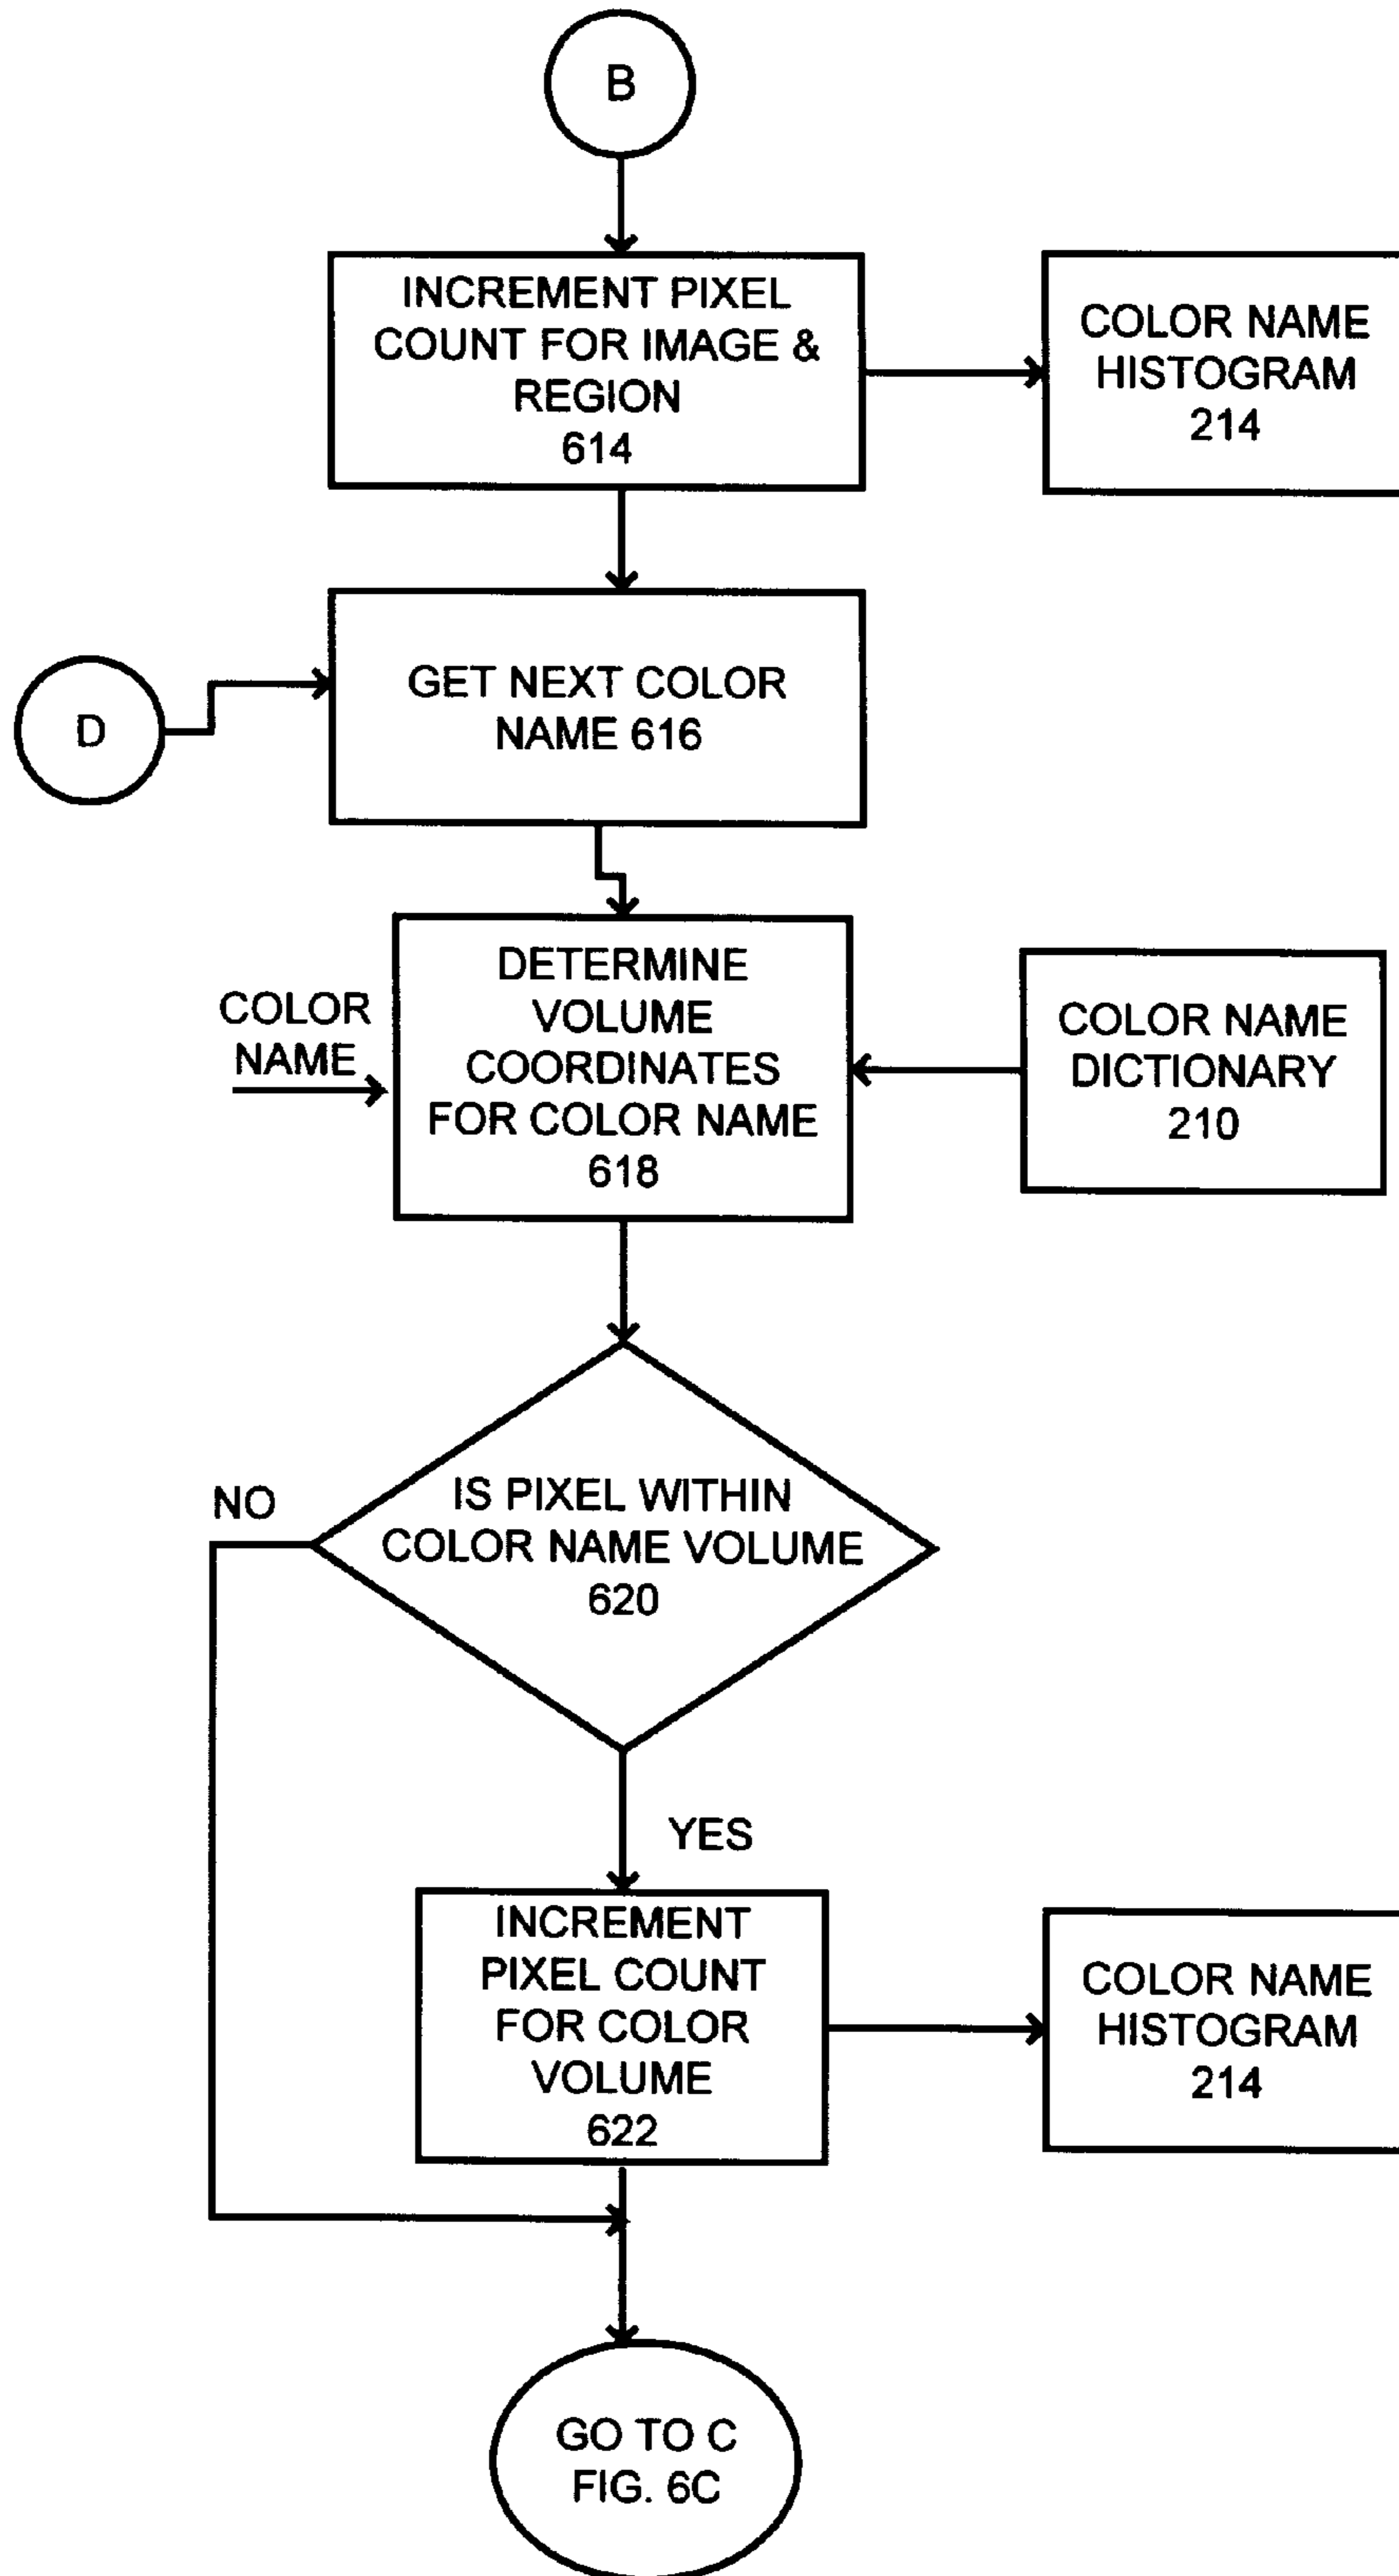 B
INCREMENT PIXEL
COUNT FOR IMAGE &
REGION
614
COLOR NAME
HISTOGRAM
214
GET NEXT COLOR
NAME 616
D
DETERMINE
VOLUME
COORDINATES
FOR COLOR NAME
618
COLOR
NAME
COLOR NAME
DICTIONARY
210
IS PIXEL WITHIN
COLOR NAME VOLUME
620
NO
YES
INCREMENT
PIXEL COUNT
FOR COLOR
VOLUME
622
COLOR NAME
HISTOGRAM
214
GO TO C
FIG. 6C